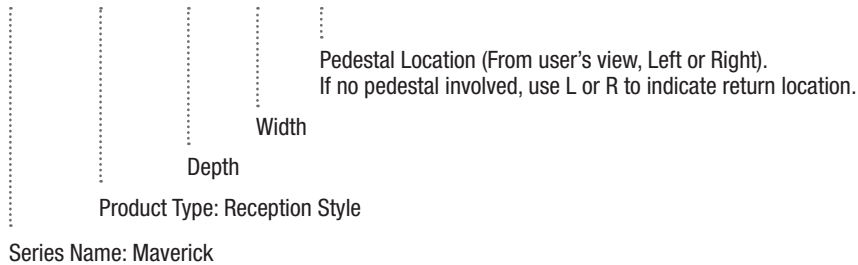 Pedestal Location (From user's view, Left or Right).
If no pedestal involved, use L or R to indicate return location.
Width
Depth
Product Type: Reception Style
Series Name: Maverick